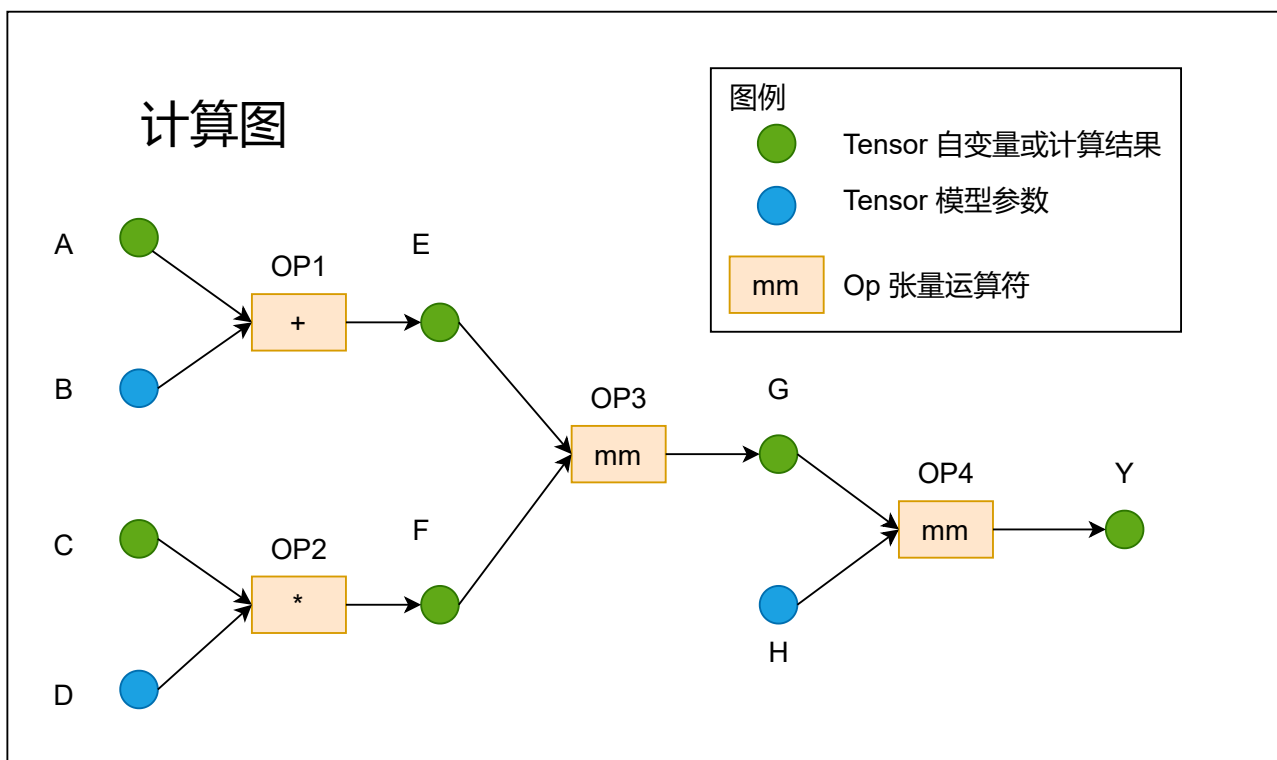 计算图
图例
Tensor 自变量或计算结果
Tensor 模型参数
mm
Op 张量运算符
A
OP1
E
+
B
OP3
G
mm
OP4
Y
mm
C
OP2
F
*
H
D